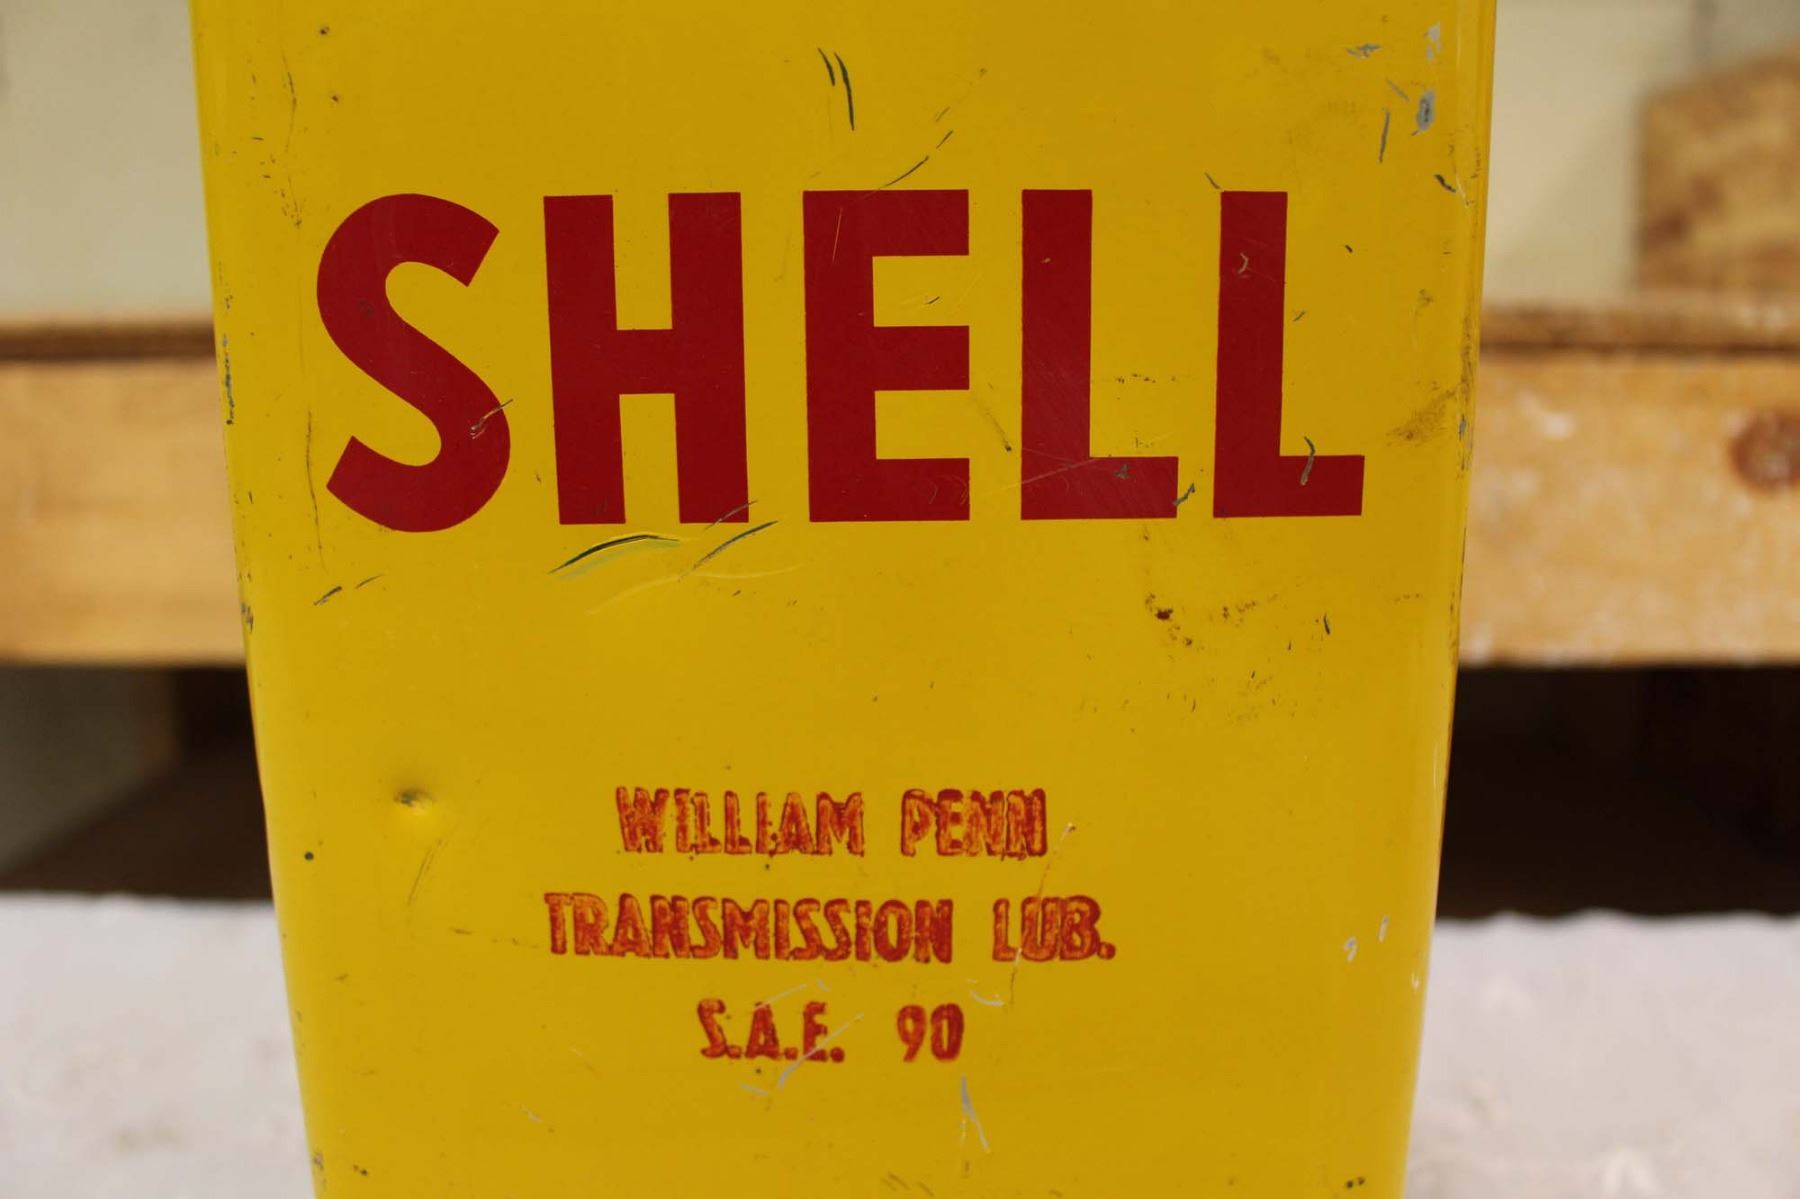 SHELL
WILLIAM PENN
TRANSMISSION LUB.
S.A.E. 90